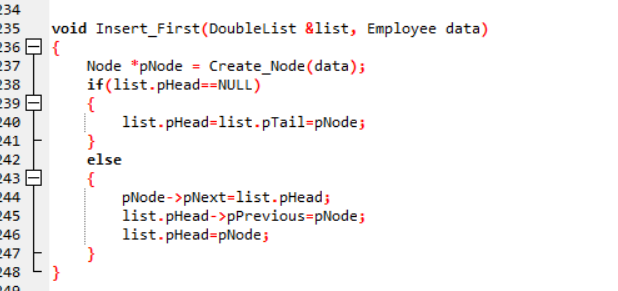 234
235 void Insert_First(DoubleList &list, Employee data)
236 {
237 Node *pNode = Create_Node(data);
238 if(list.pHead==NULL)
239 {
240 list.pHead=list.pTail=pNode;
241 }
242 else
243 {
244 pNode->pNext=list.pHead;
245 list.pHead->pPrevious=pNode;
246 list.pHead=pNode;
247 }
248 }
249